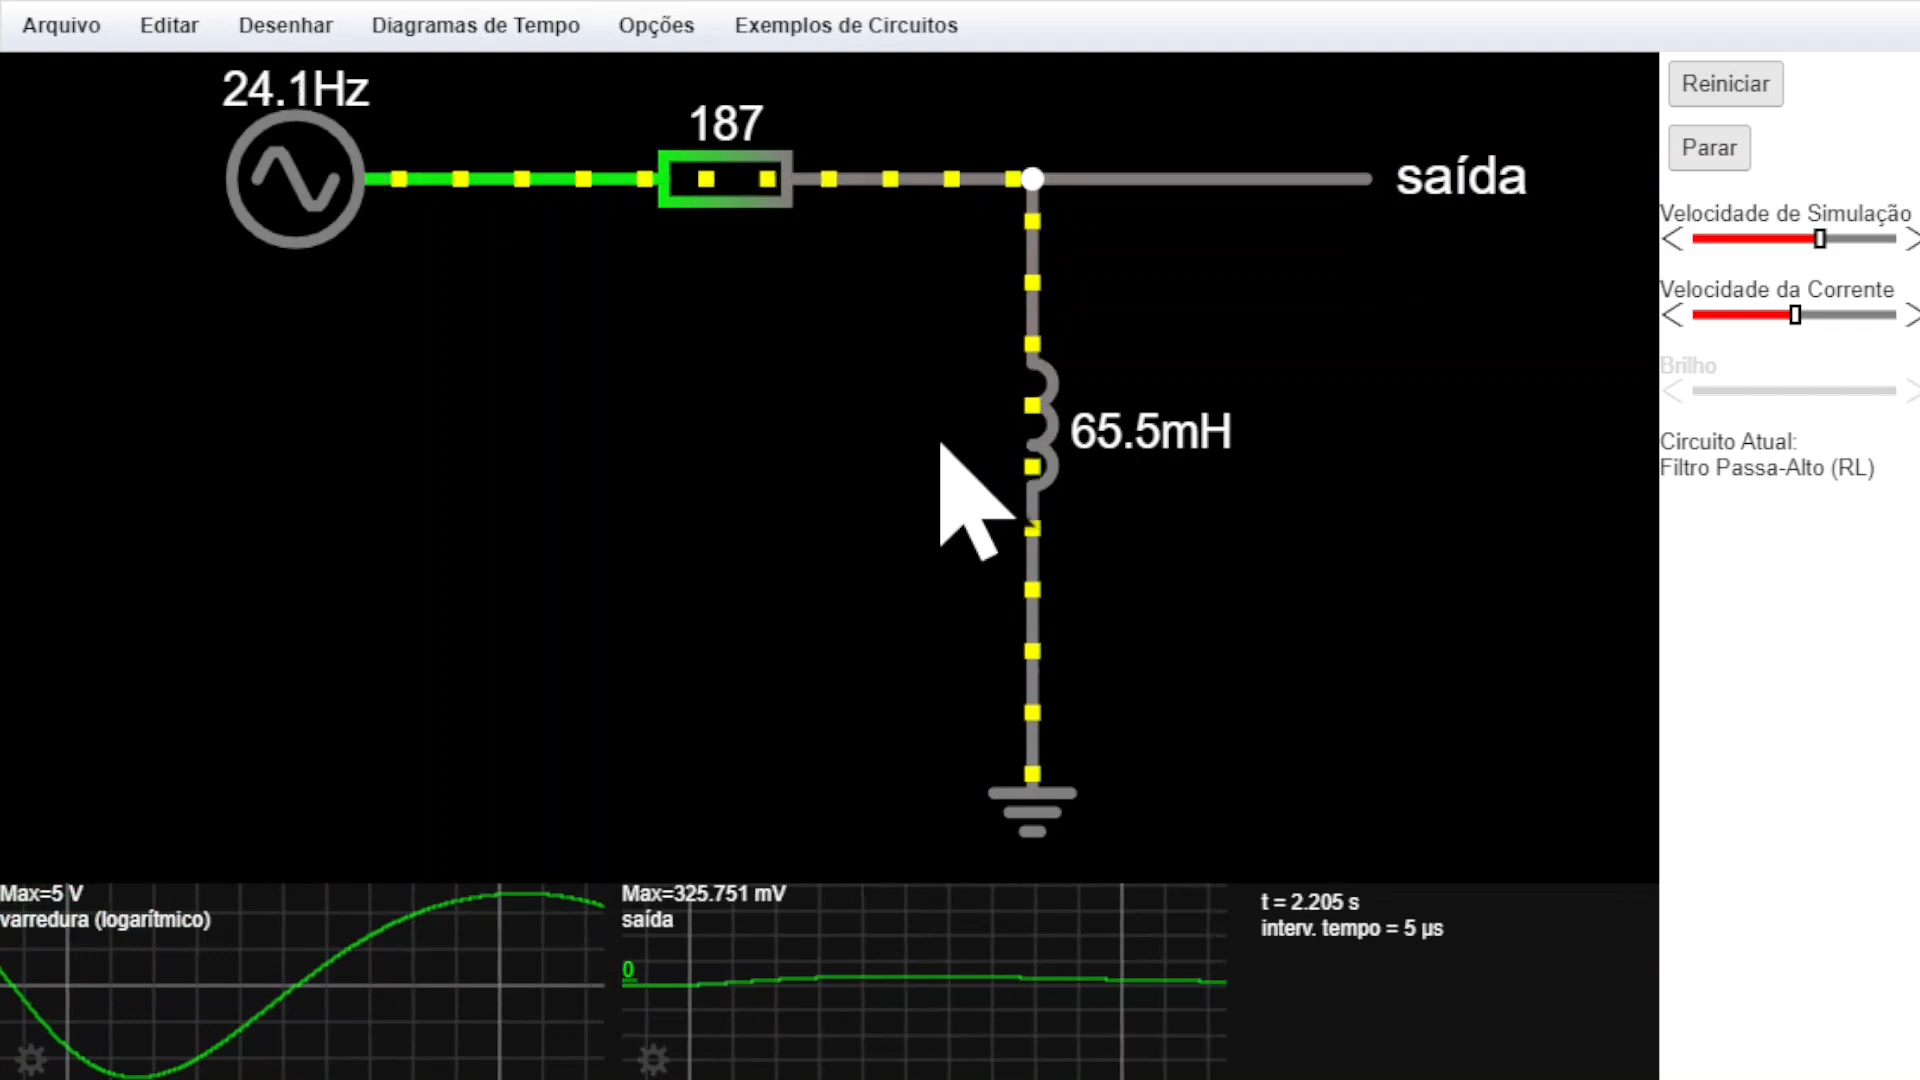 Arquivo Editar Desenhar Diagramas de Tempo Opções Exemplos de Circuitos
24.1Hz
187
saída
65.5mH
Reiniciar
Parar
Velocidade de Simulação
Velocidade da Corrente
Brilho
Circuito Atual:
Filtro Passa-Alto (RL)
Max=5 V
varredura (logarítmico)
Max=325.751 mV
saída
0
t = 2.205 s
interv. tempo = 5 µs